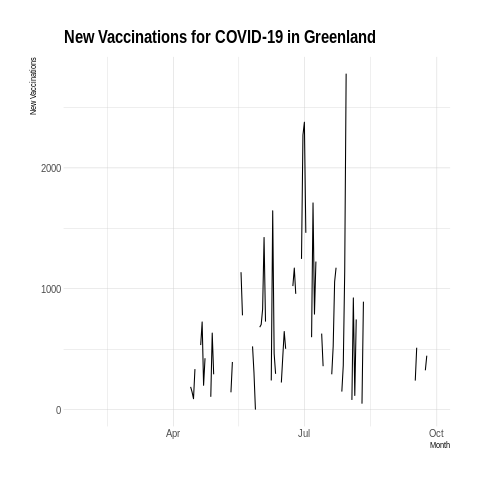 New Vaccinations for COVID-19 in Greenland
New Vaccinations
2000
1000
0
Apr
Jul
Oct
Month